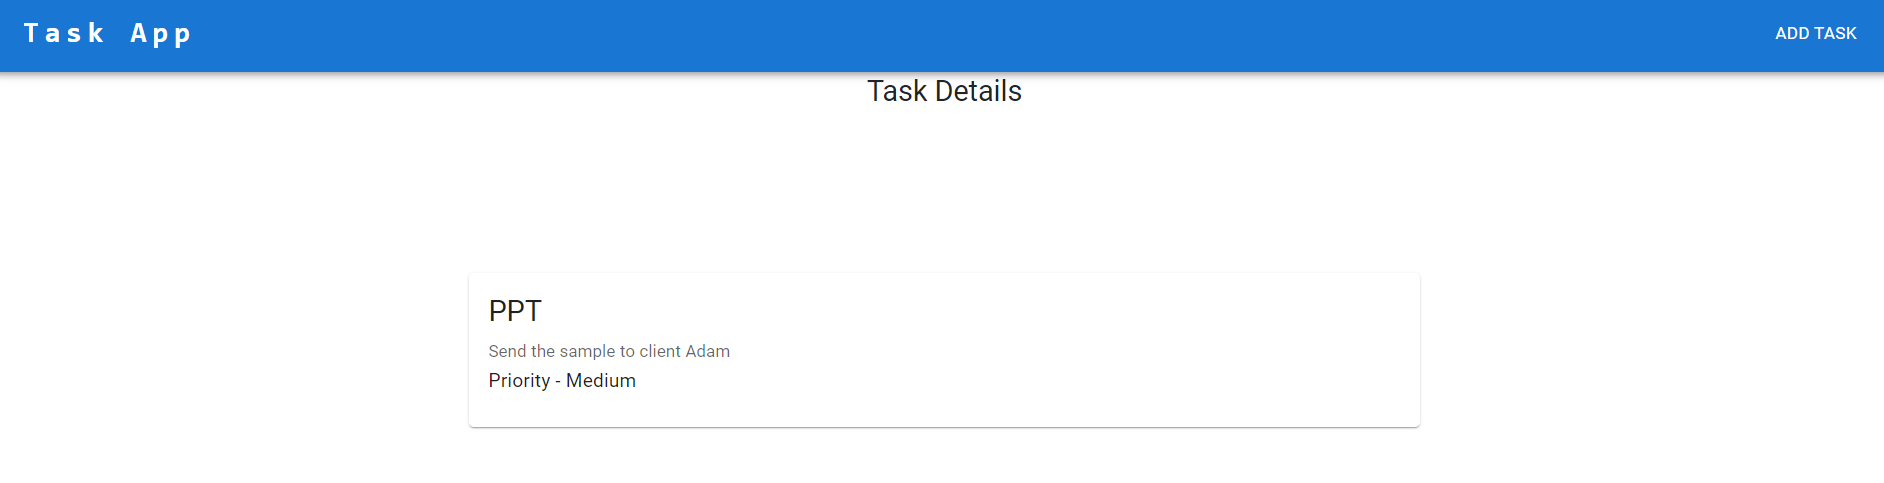 Task App
ADD TASK
Task Details
PPT
Send the sample to client Adam
Priority - Medium